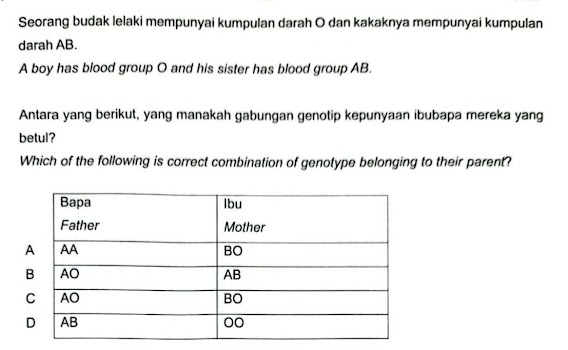 Seorang budak lelaki mempunyai kumpulan darah O dan kakaknya mempunyai kumpulan
darah AB.
A boy has blood group O and his sister has blood group AB.
Antara yang berikut, yang manakah gabungan genotip kepunyaan ibubapa mereka yang
betul?
Which of the following is correct combination of genotype belonging to their parent?
Bapa Ibu
Father Mother
A AA BO
B AO AB
C AO BO
D AB OO